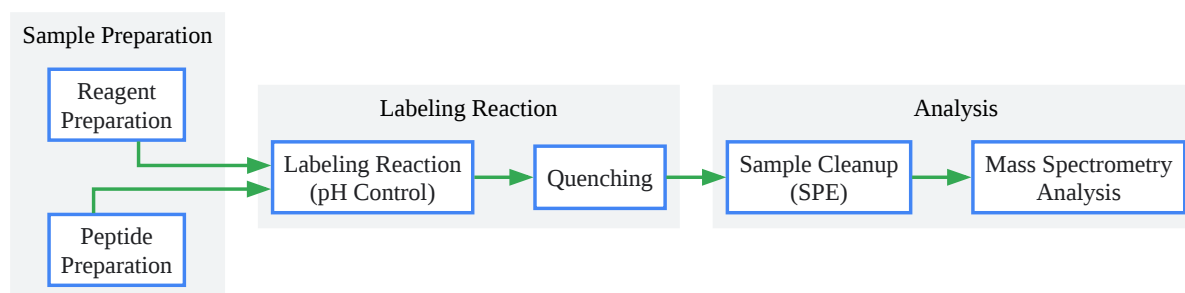 Sample Preparation
Reagent
Preparation
Peptide
Preparation
Labeling Reaction
Labeling Reaction
(pH Control)
Quenching
Analysis
Sample Cleanup
(SPE)
Mass Spectrometry
Analysis